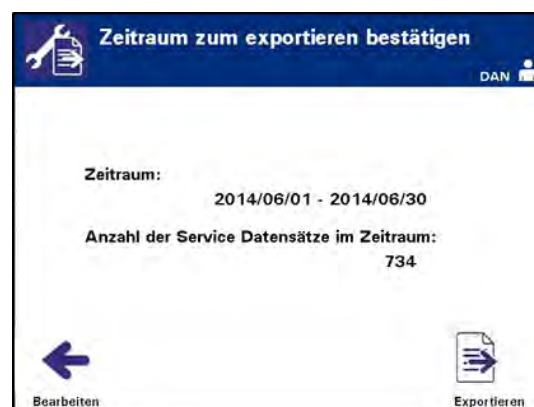 Zeitraum zum exportieren bestätigen
DAN
Zeitraum:
2014/06/01 - 2014/06/30
Anzahl der Service Datensätze im Zeitraum:
734
Bearbeiten
Exportieren